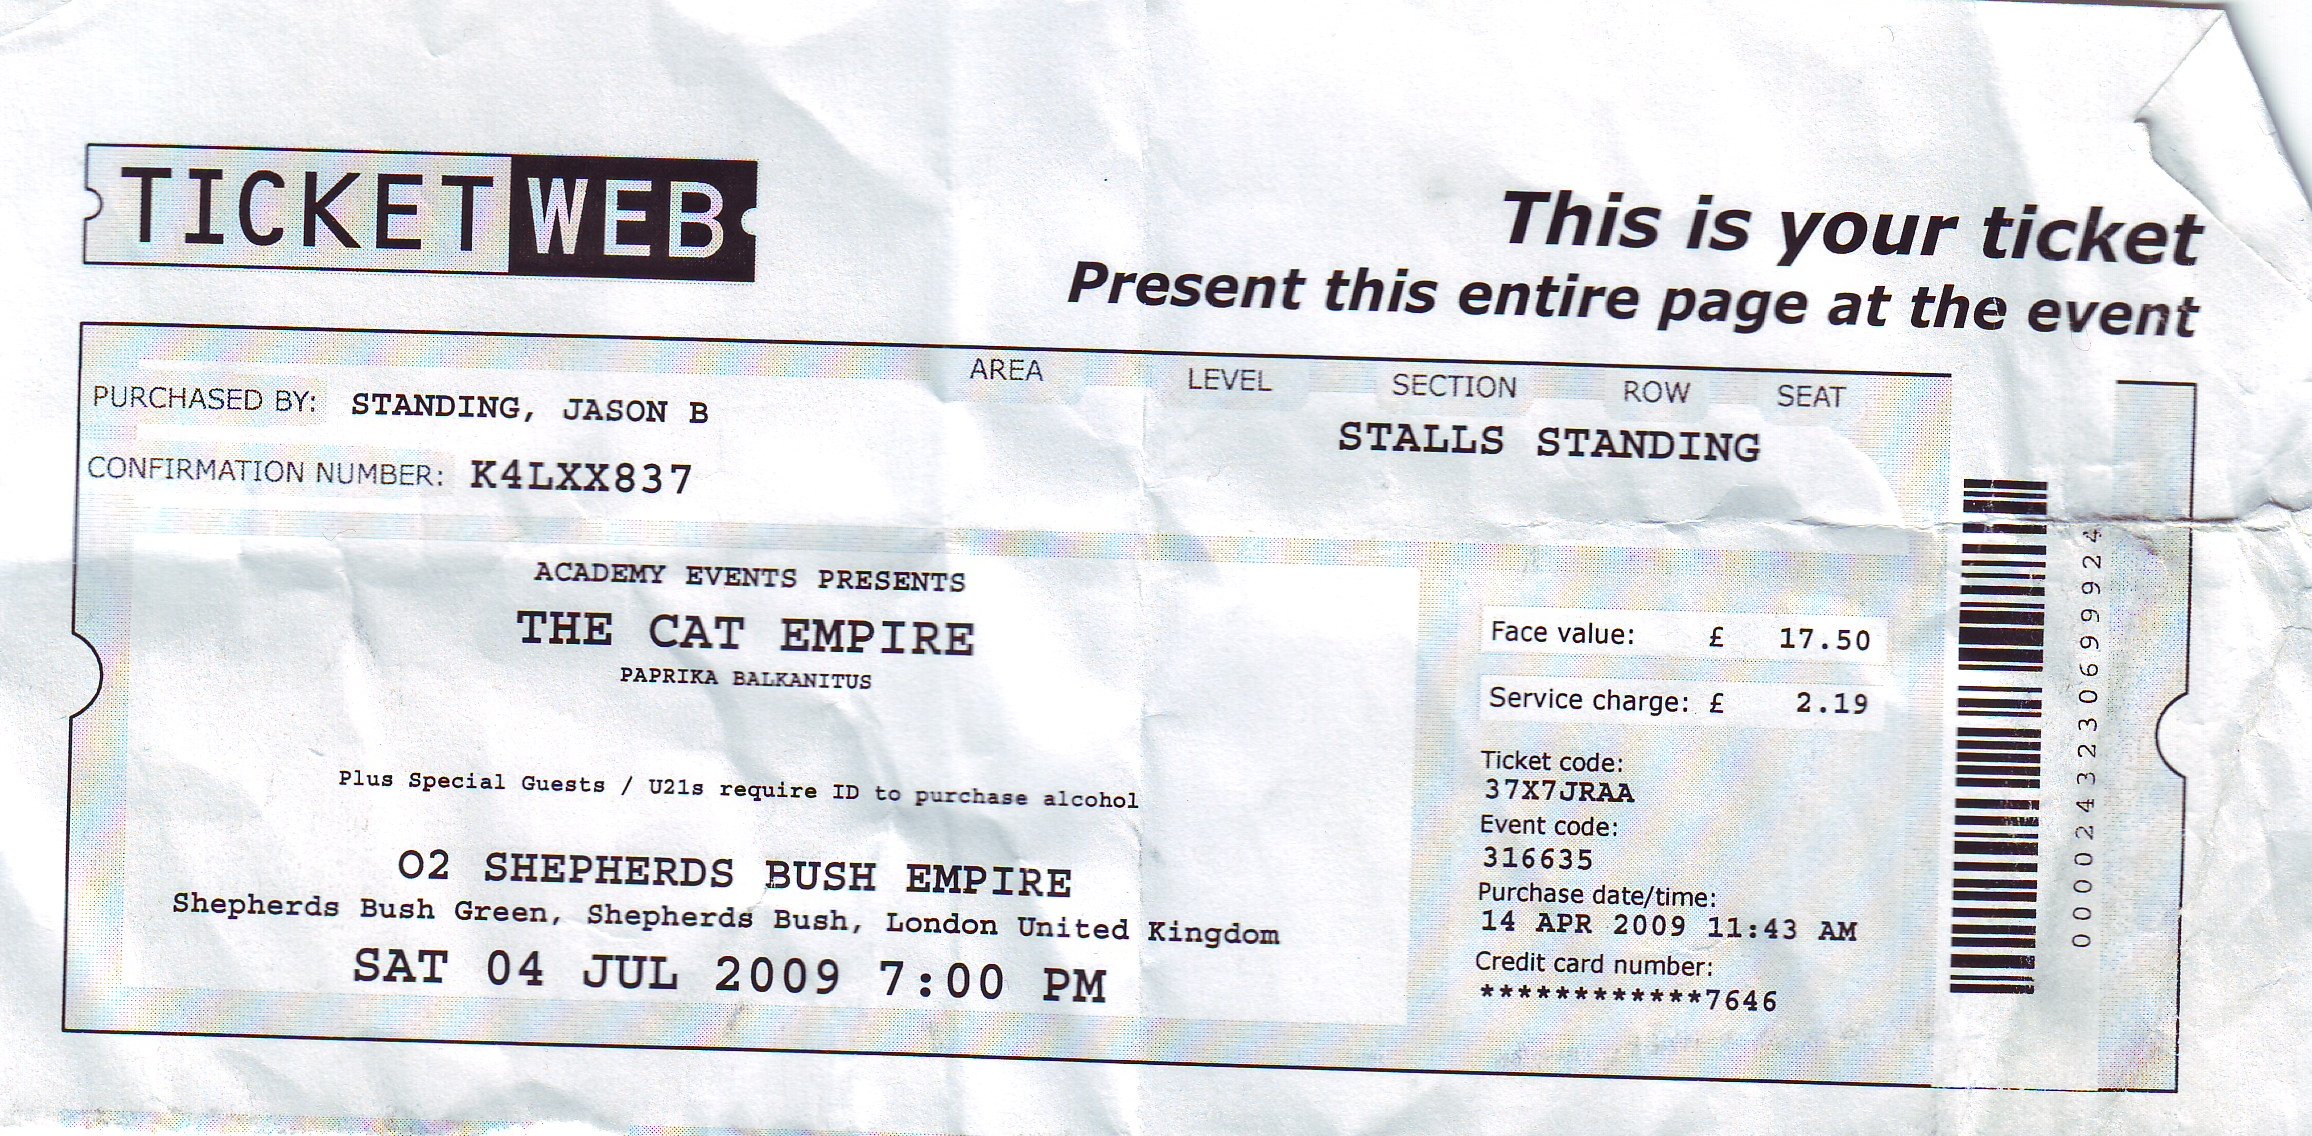 TICKETWEB
This is your ticket
Present this entire page at the event
PURCHASED BY: STANDING, JASON B
CONFIRMATION NUMBER: K4LXX837
AREA LEVEL SECTION ROW SEAT
STALLS STANDING
ACADEMY EVENTS PRESENTS
THE CAT EMPIRE
PAPRIKA BALKANITUS
Plus Special Guests / U21s require ID to purchase alcohol
O2 SHEPHERDS BUSH EMPIRE
Shepherds Bush Green, Shepherds Bush, London United Kingdom
SAT 04 JUL 2009 7:00 PM
Face value: £ 17.50
Service charge: £ 2.19
Ticket code:
37X7JRAA
Event code:
316635
Purchase date/time:
14 APR 2009 11:43 AM
Credit card number:
************7646
0000243230699924